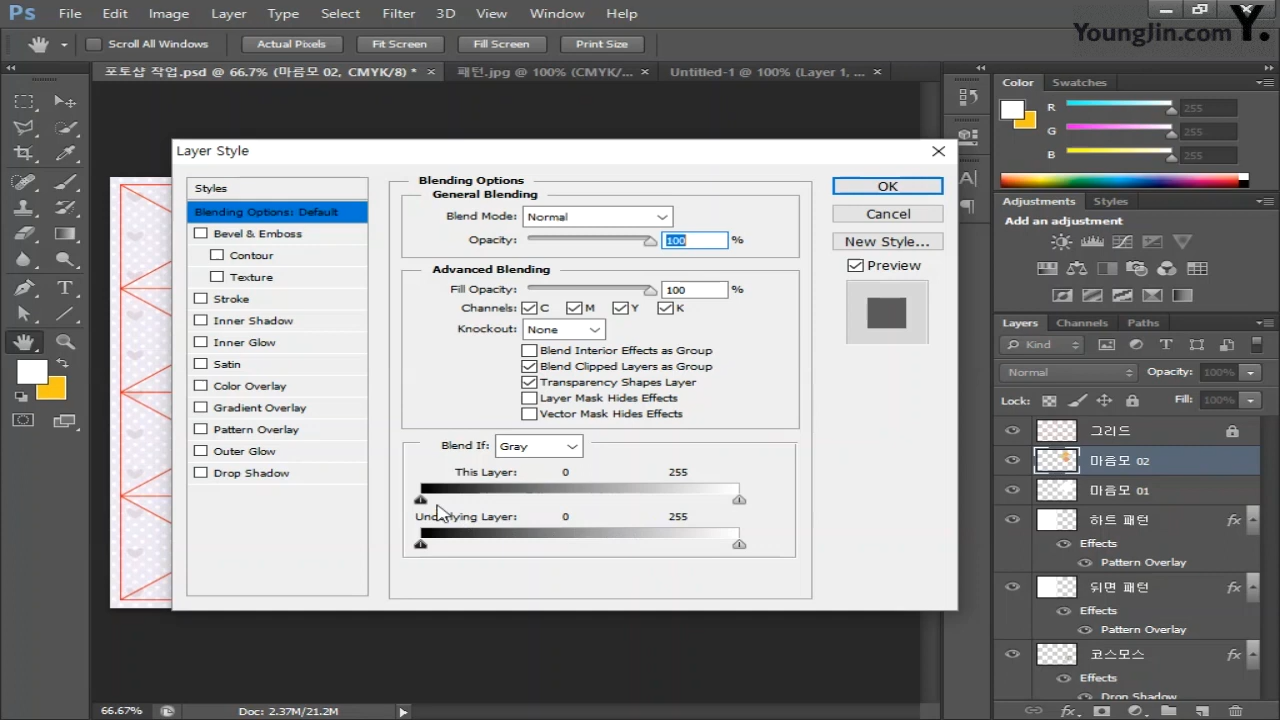 Ps File Edit Image Layer Type Select Filter 3D View Window Help
YoungJin.com Y.
Scroll All Windows Actual Pixels Fit Screen Fill Screen Print Size
포토샵 작업.psd @ 66.7% (마름모 02, CMYK/8) * × 패턴.jpg @ 100% (CMYK/... × Untitled-1 @ 100% (Layer 1, ... ×
Layer Style
Styles
Blending Options: Default
Bevel & Emboss
Contour
Texture
Stroke
Inner Shadow
Inner Glow
Satin
Color Overlay
Gradient Overlay
Pattern Overlay
Outer Glow
Drop Shadow
Blending Options
General Blending
Blend Mode: Normal
Opacity: 100 %
Advanced Blending
Fill Opacity: 100 %
Channels: C M Y K
Knockout: None
Blend Interior Effects as Group
Blend Clipped Layers as Group
Transparency Shapes Layer
Layer Mask Hides Effects
Vector Mask Hides Effects
Blend If: Gray
This Layer: 0 255
Underlying Layer: 0 255
OK
Cancel
New Style...
Preview
Color Swatches
R 255
G 255
B 255
Adjustments Styles
Add an adjustment
Layers Channels Paths
Kind
Normal Opacity: 100%
Lock: Fill: 100%
그리드
마름모 02
마름모 01
하트 패턴 fx
Effects
Pattern Overlay
뒤면 패턴 fx
Effects
Pattern Overlay
코스모스 fx
Effects
Drop Shadow
66.67% Doc: 2.37M/21.2M